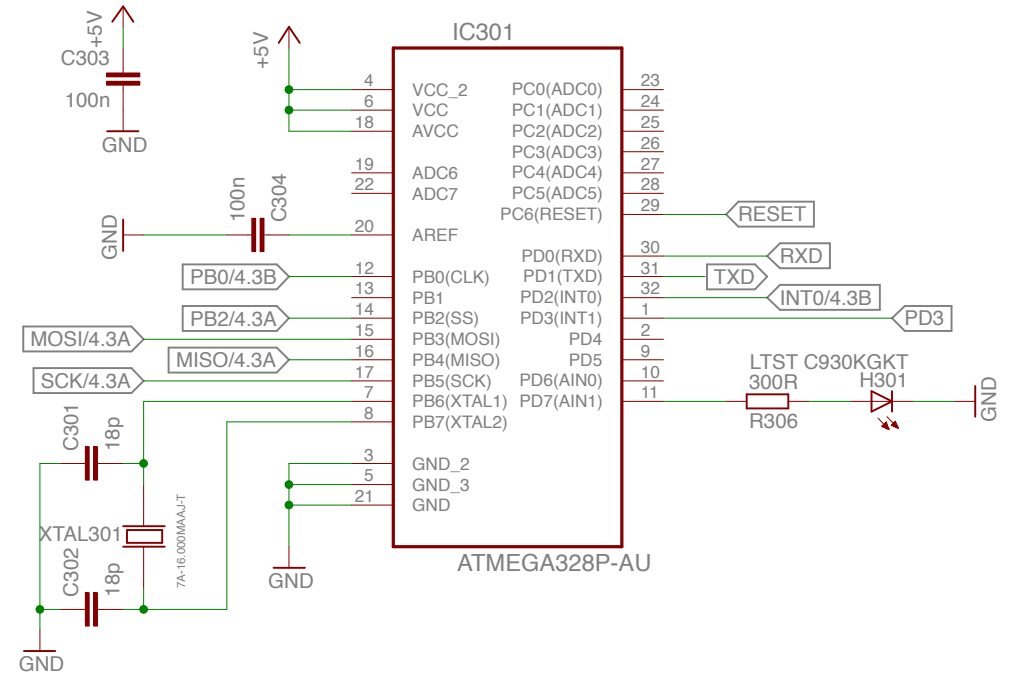 +5V
C303
100n
GND
+5V
IC301
4
VCC_2
6
VCC
18
AVCC
19
ADC6
22
ADC7
GND
100n
C304
20
AREF
PB0/4.3B
12
PB0(CLK)
13
PB1
PB2/4.3A
14
PB2(SS)
MOSI/4.3A
15
PB3(MOSI)
MISO/4.3A
16
PB4(MISO)
SCK/4.3A
17
PB5(SCK)
7
PB6(XTAL1)
8
PB7(XTAL2)
3
GND_2
5
GND_3
21
GND
GND
PC0(ADC0)
23
PC1(ADC1)
24
PC2(ADC2)
25
PC3(ADC3)
26
PC4(ADC4)
27
PC5(ADC5)
28
PC6(RESET)
29
RESET
PD0(RXD)
30
RXD
PD1(TXD)
31
TXD
PD2(INT0)
32
INT0/4.3B
PD3(INT1)
1
PD3
PD4
2
PD5
9
PD6(AIN0)
10
PD7(AIN1)
11
LTST C930KGKT
300R
H301
R306
GND
C301
18p
XTAL301
7A-16.000MAAJ-T
C302
18p
GND
ATMEGA328P-AU